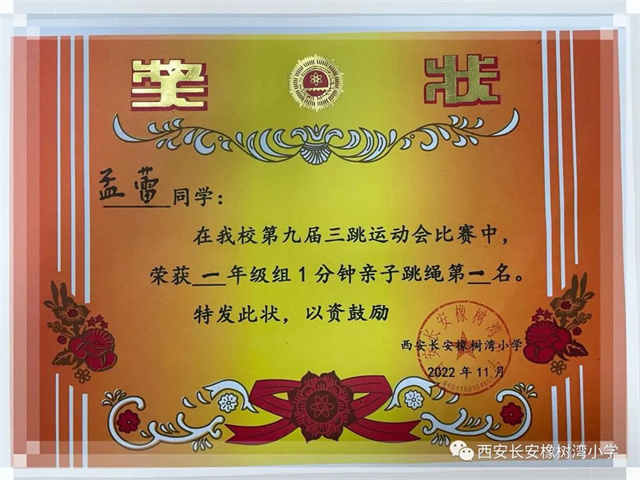 奖 状
孟蕾同学：
在我校第九届三跳运动会比赛中，
荣获一年级组1分钟亲子跳绳第一名。
特发此状，以资鼓励
西安长安橡树湾小学
2022年11月
西安长安橡树湾小学